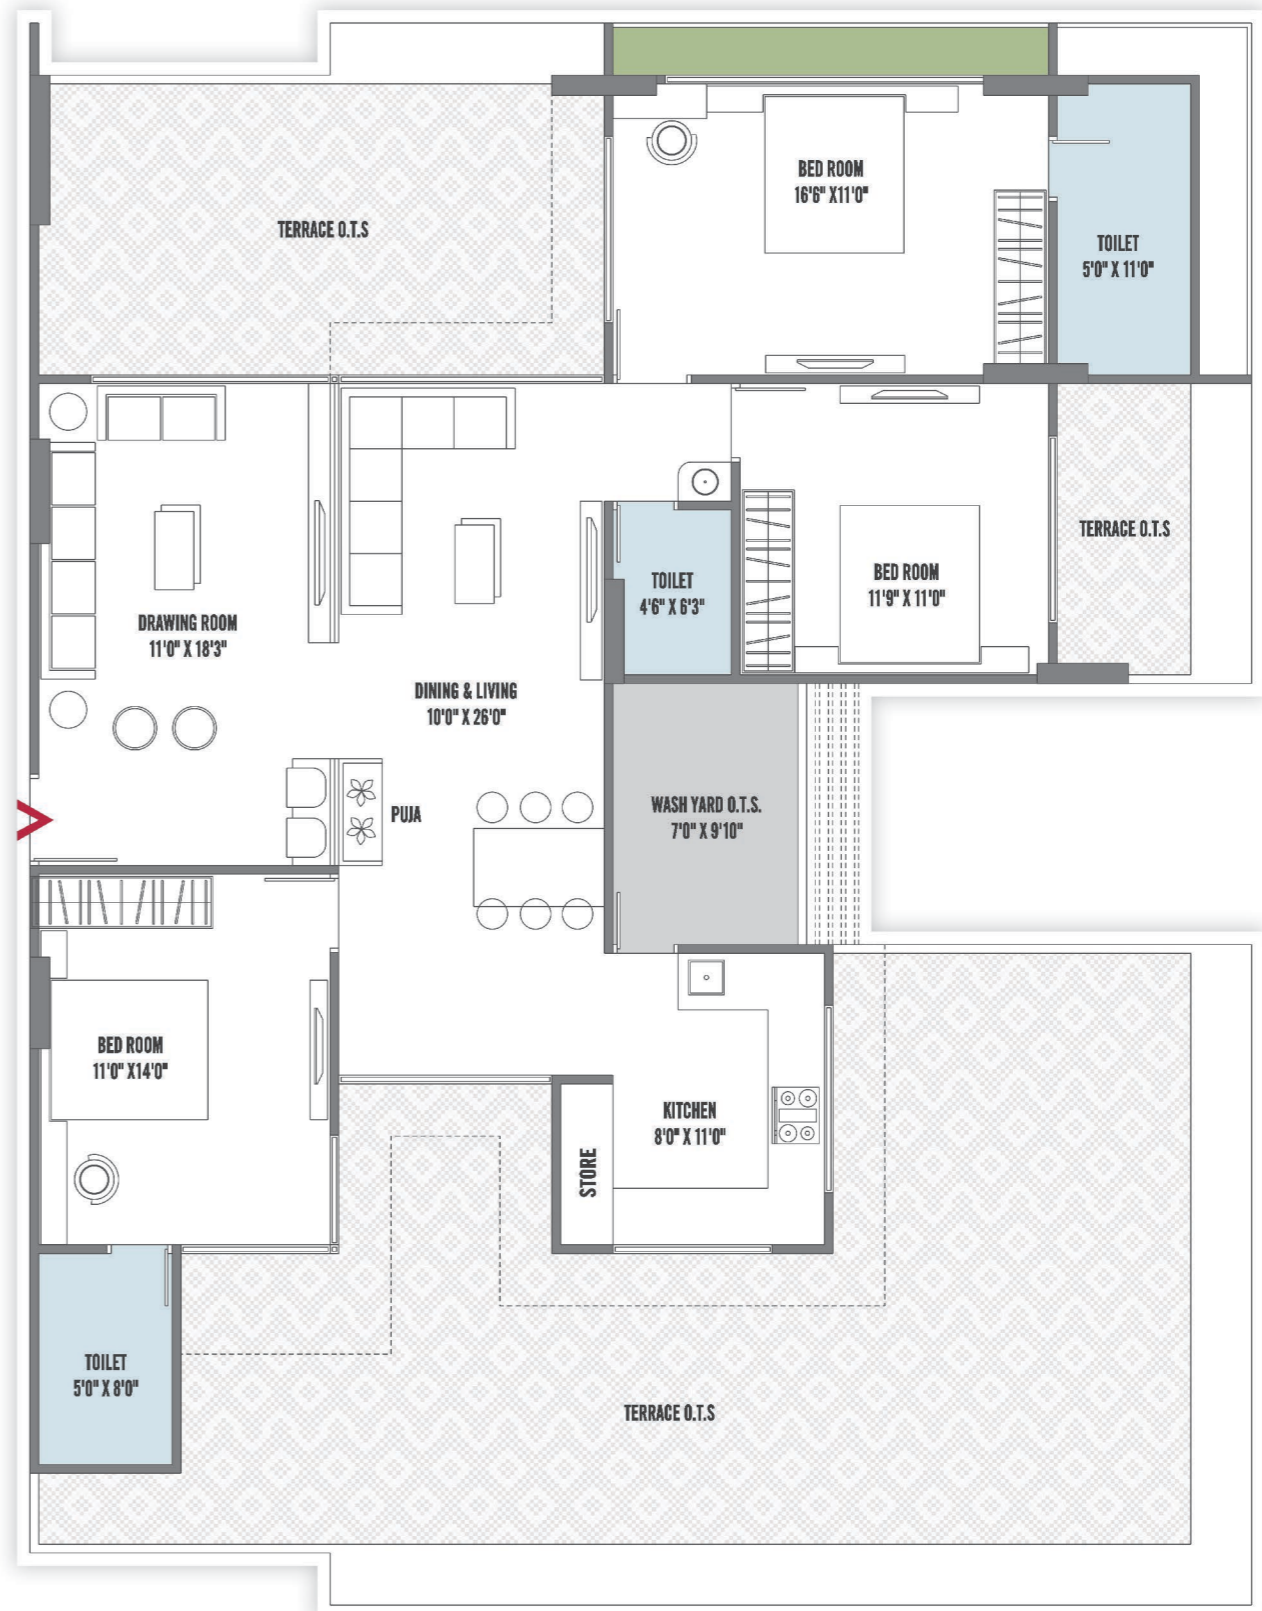 BED ROOM
16'6" X11'0"
TERRACE O.T.S
TOILET
5'0" X 11'0"
TERRACE O.T.S
BED ROOM
11'9" X 11'0"
TOILET
4'6" X 6'3"
DRAWING ROOM
11'0" X 18'3"
DINING & LIVING
10'0" X 26'0"
WASH YARD O.T.S.
7'0" X 9'10"
PUJA
BED ROOM
11'0" X14'0"
KITCHEN
8'0" X 11'0"
STORE
TOILET
5'0" X 8'0"
TERRACE O.T.S